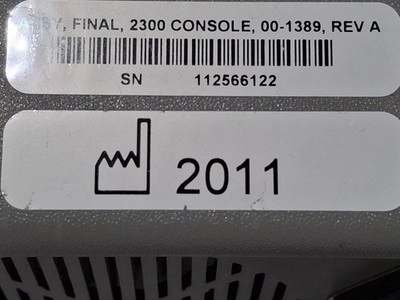 FINAL, 2300 CONSOLE, 00-1389, REV A
SN 112566122
2011